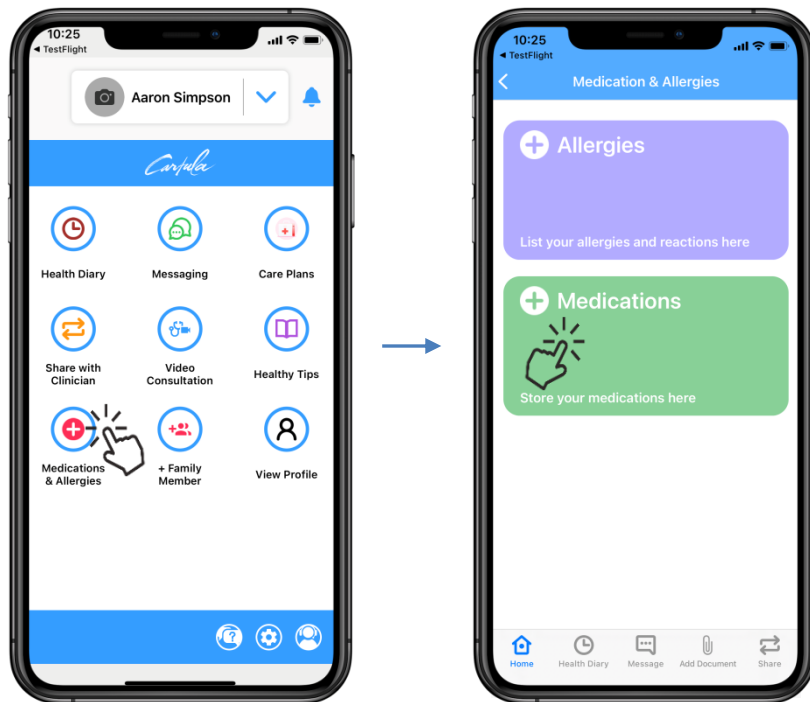 10:25
TestFlight
Aaron Simpson
Cantula
Health Diary
Messaging
Care Plans
Share with
Clinician
Video
Consultation
Healthy Tips
Medications
& Allergies
+ Family
Member
View Profile
10:25
TestFlight
Medication & Allergies
Allergies
List your allergies and reactions here
Medications
Store your medications here
Home
Health Diary
Message
Add Document
Share